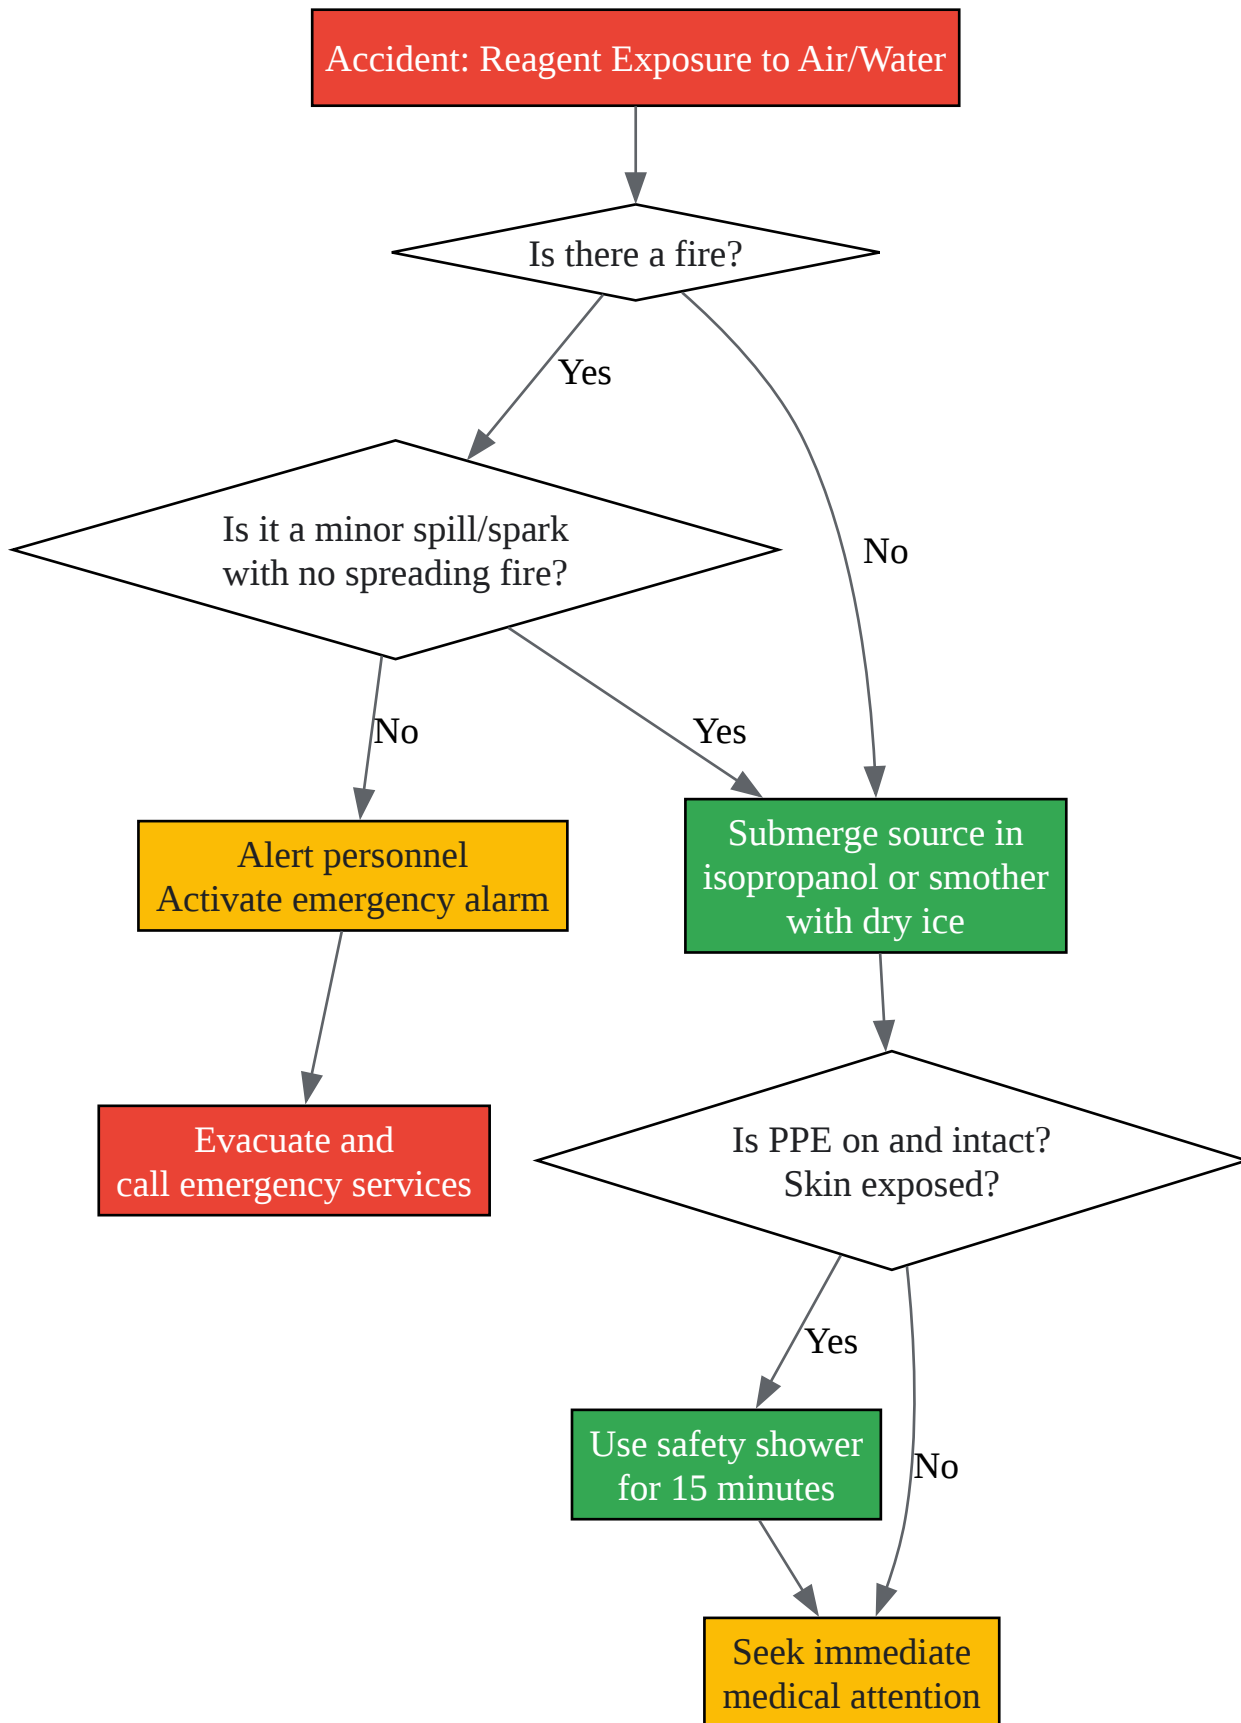 Accident: Reagent Exposure to Air/Water
Is there a fire?
Yes
No
Is it a minor spill/spark
with no spreading fire?
No
Yes
Alert personnel
Activate emergency alarm
Submerge source in
isopropanol or smother
with dry ice
Evacuate and
call emergency services
Is PPE on and intact?
Skin exposed?
Yes
No
Use safety shower
for 15 minutes
Seek immediate
medical attention